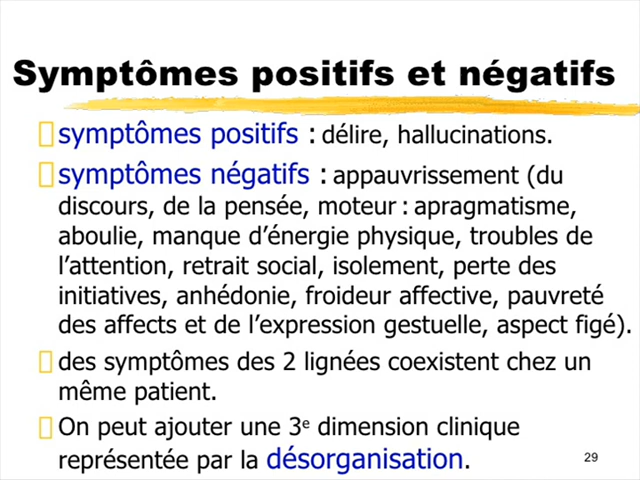 Symptômes positifs et négatifs
symptômes positifs : délire, hallucinations.
symptômes négatifs : appauvrissement (du
discours, de la pensée, moteur : apragmatisme,
aboulie, manque d’énergie physique, troubles de
l’attention, retrait social, isolement, perte des
initiatives, anhédonie, froideur affective, pauvreté
des affects et de l’expression gestuelle, aspect figé).
des symptômes des 2 lignées coexistent chez un
même patient.
On peut ajouter une 3e dimension clinique
représentée par la désorganisation.
29